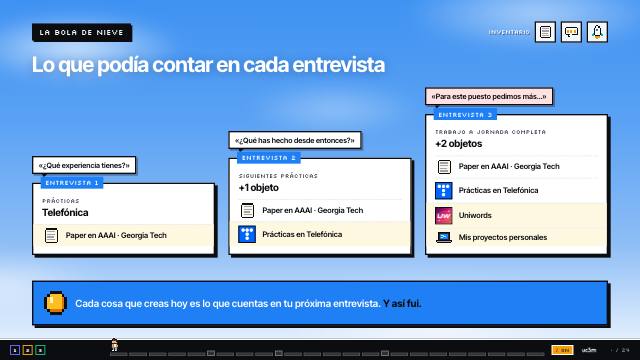 LA BOLA DE NIEVE
INVENTARIO
Lo que podía contar en cada entrevista
«¿Qué experiencia tienes?»
ENTREVISTA 1
PRÁCTICAS
Telefónica
Paper en AAAI · Georgia Tech
«¿Qué has hecho desde entonces?»
ENTREVISTA 2
SIGUIENTES PRÁCTICAS
+1 objeto
Paper en AAAI · Georgia Tech
Prácticas en Telefónica
«Para este puesto pedimos más...»
ENTREVISTA 3
TRABAJO A JORNADA COMPLETA
+2 objetos
Paper en AAAI · Georgia Tech
Prácticas en Telefónica
UW
Uniwords
Mis proyectos personales
Cada cosa que creas hoy es lo que cuentas en tu próxima entrevista. Y así fui.
1 2 3
uc3m